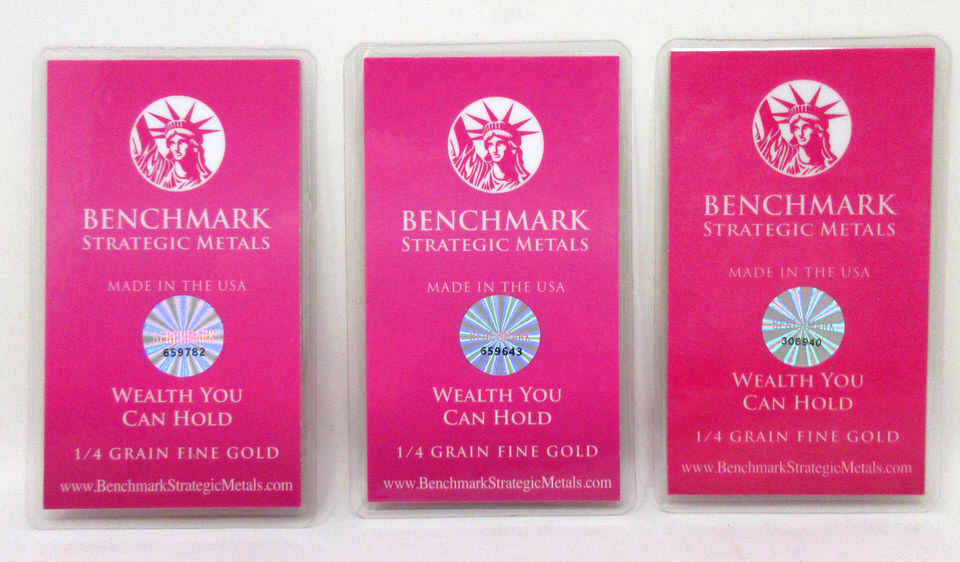 BENCHMARK
STRATEGIC METALS
MADE IN THE USA
BENCHMARK
659782
WEALTH YOU
CAN HOLD
1/4 GRAIN FINE GOLD
www.BenchmarkStrategicMetals.com
BENCHMARK
STRATEGIC METALS
MADE IN THE USA
BENCHMARK
659643
WEALTH YOU
CAN HOLD
1/4 GRAIN FINE GOLD
www.BenchmarkStrategicMetals.com
BENCHMARK
STRATEGIC METALS
MADE IN THE USA
BENCHMARK
306940
WEALTH YOU
CAN HOLD
1/4 GRAIN FINE GOLD
www.BenchmarkStrategicMetals.com